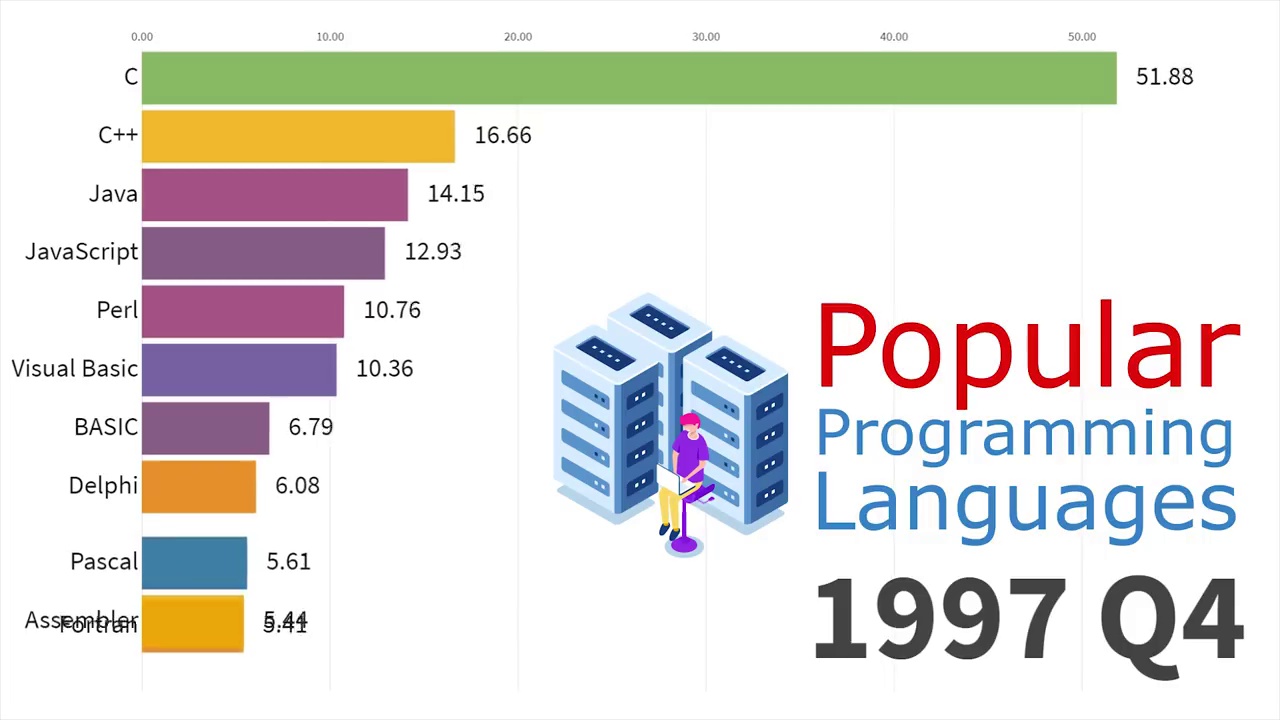 0.00 10.00 20.00 30.00 40.00 50.00
C 51.88
C++ 16.66
Java 14.15
JavaScript 12.93
Perl 10.76
Visual Basic 10.36
BASIC 6.79
Delphi 6.08
Pascal 5.61
Assembler 5.44
Fortran 5.41
Popular
Programming
Languages
1997 Q4